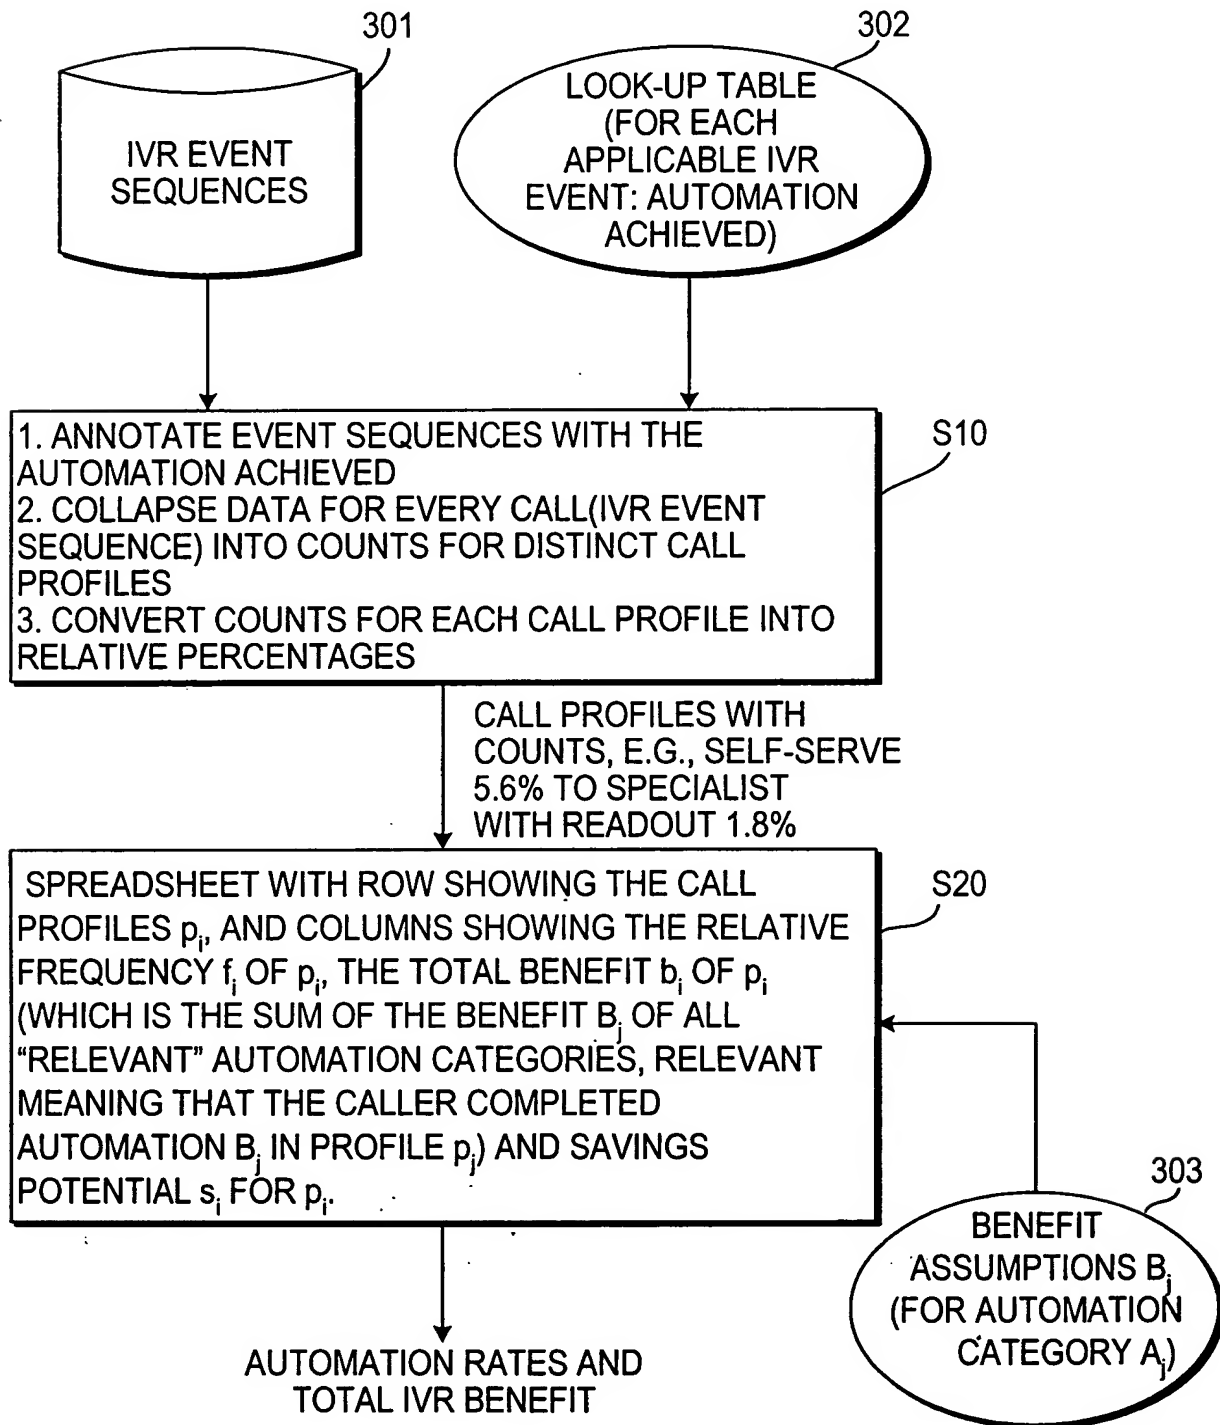 301
302
IVR EVENT
SEQUENCES
LOOK-UP TABLE
(FOR EACH
APPLICABLE IVR
EVENT: AUTOMATION
ACHIEVED)
S10
1. ANNOTATE EVENT SEQUENCES WITH THE
AUTOMATION ACHIEVED
2. COLLAPSE DATA FOR EVERY CALL(IVR EVENT
SEQUENCE) INTO COUNTS FOR DISTINCT CALL
PROFILES
3. CONVERT COUNTS FOR EACH CALL PROFILE INTO
RELATIVE PERCENTAGES
CALL PROFILES WITH
COUNTS, E.G., SELF-SERVE
5.6% TO SPECIALIST
WITH READOUT 1.8%
S20
SPREADSHEET WITH ROW SHOWING THE CALL
PROFILES pᵢ, AND COLUMNS SHOWING THE RELATIVE
FREQUENCY fᵢ OF pᵢ, THE TOTAL BENEFIT bᵢ OF pᵢ
(WHICH IS THE SUM OF THE BENEFIT Bⱼ OF ALL
“RELEVANT” AUTOMATION CATEGORIES, RELEVANT
MEANING THAT THE CALLER COMPLETED
AUTOMATION Bⱼ IN PROFILE pⱼ) AND SAVINGS
POTENTIAL sᵢ FOR pᵢ.
303
BENEFIT
ASSUMPTIONS Bⱼ
(FOR AUTOMATION
CATEGORY Aⱼ)
AUTOMATION RATES AND
TOTAL IVR BENEFIT